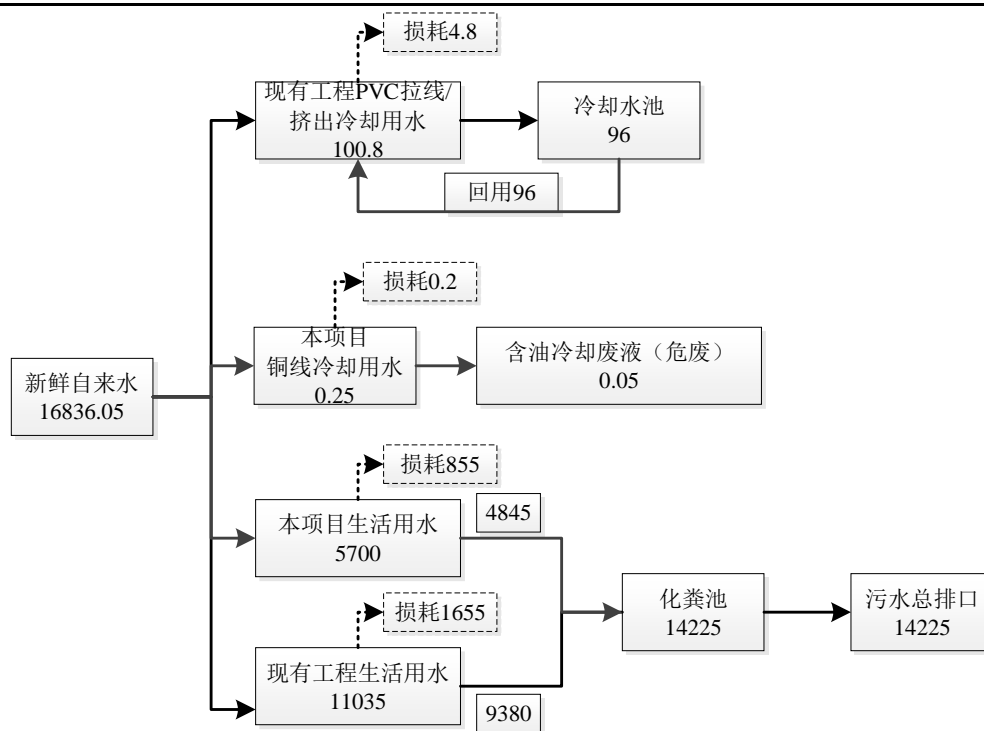 损耗4.8
现有工程PVC拉线/
挤出冷却用水
100.8
冷却水池
96
回用96
损耗0.2
本项目
铜线冷却用水
0.25
含油冷却废液（危废）
0.05
新鲜自来水
16836.05
损耗855
本项目生活用水
5700
4845
损耗1655
现有工程生活用水
11035
9380
化粪池
14225
污水总排口
14225